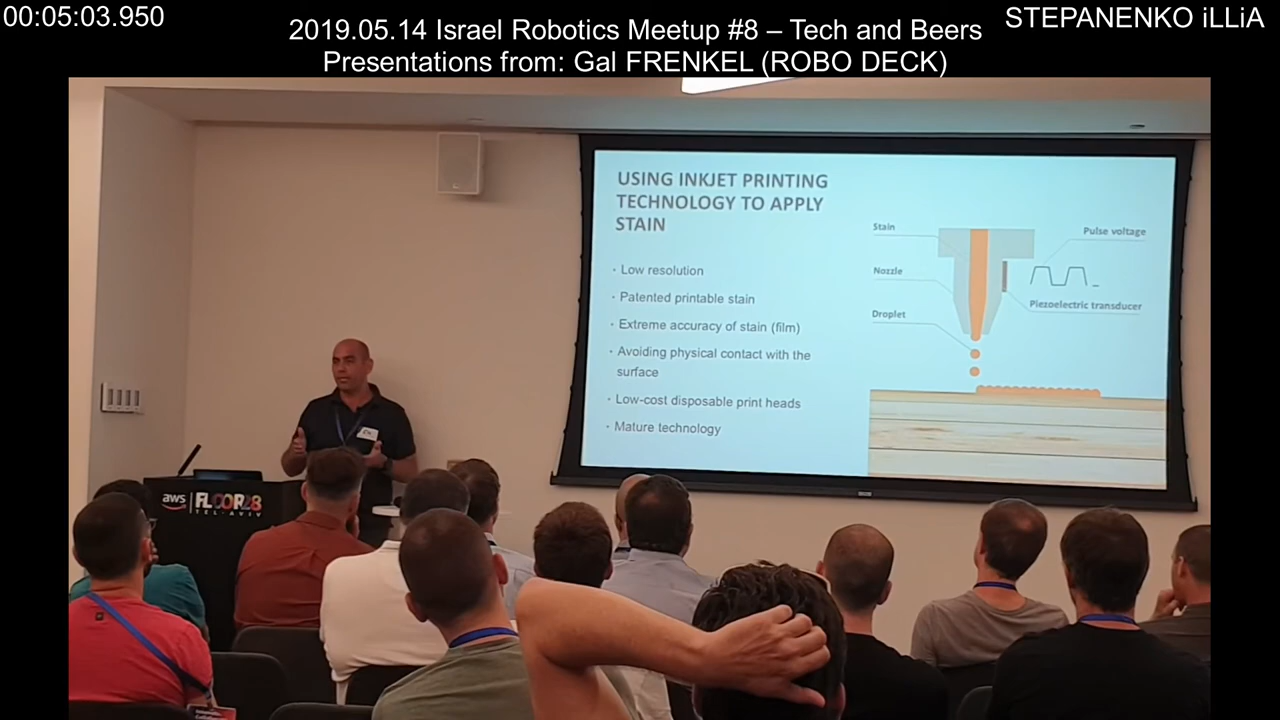 00:05:03.950
2019.05.14 Israel Robotics Meetup #8 – Tech and Beers
STEPANENKO iLLiA
Presentations from: Gal FRENKEL (ROBO DECK)
USING INKJET PRINTING
TECHNOLOGY TO APPLY
STAIN
· Low resolution
· Patented printable stain
· Extreme accuracy of stain (film)
· Avoiding physical contact with the
surface
· Low-cost disposable print heads
· Mature technology
Stain
Pulse voltage
Nozzle
Piezoelectric transducer
Droplet
aws
FLOOR28
TEL·AVIV